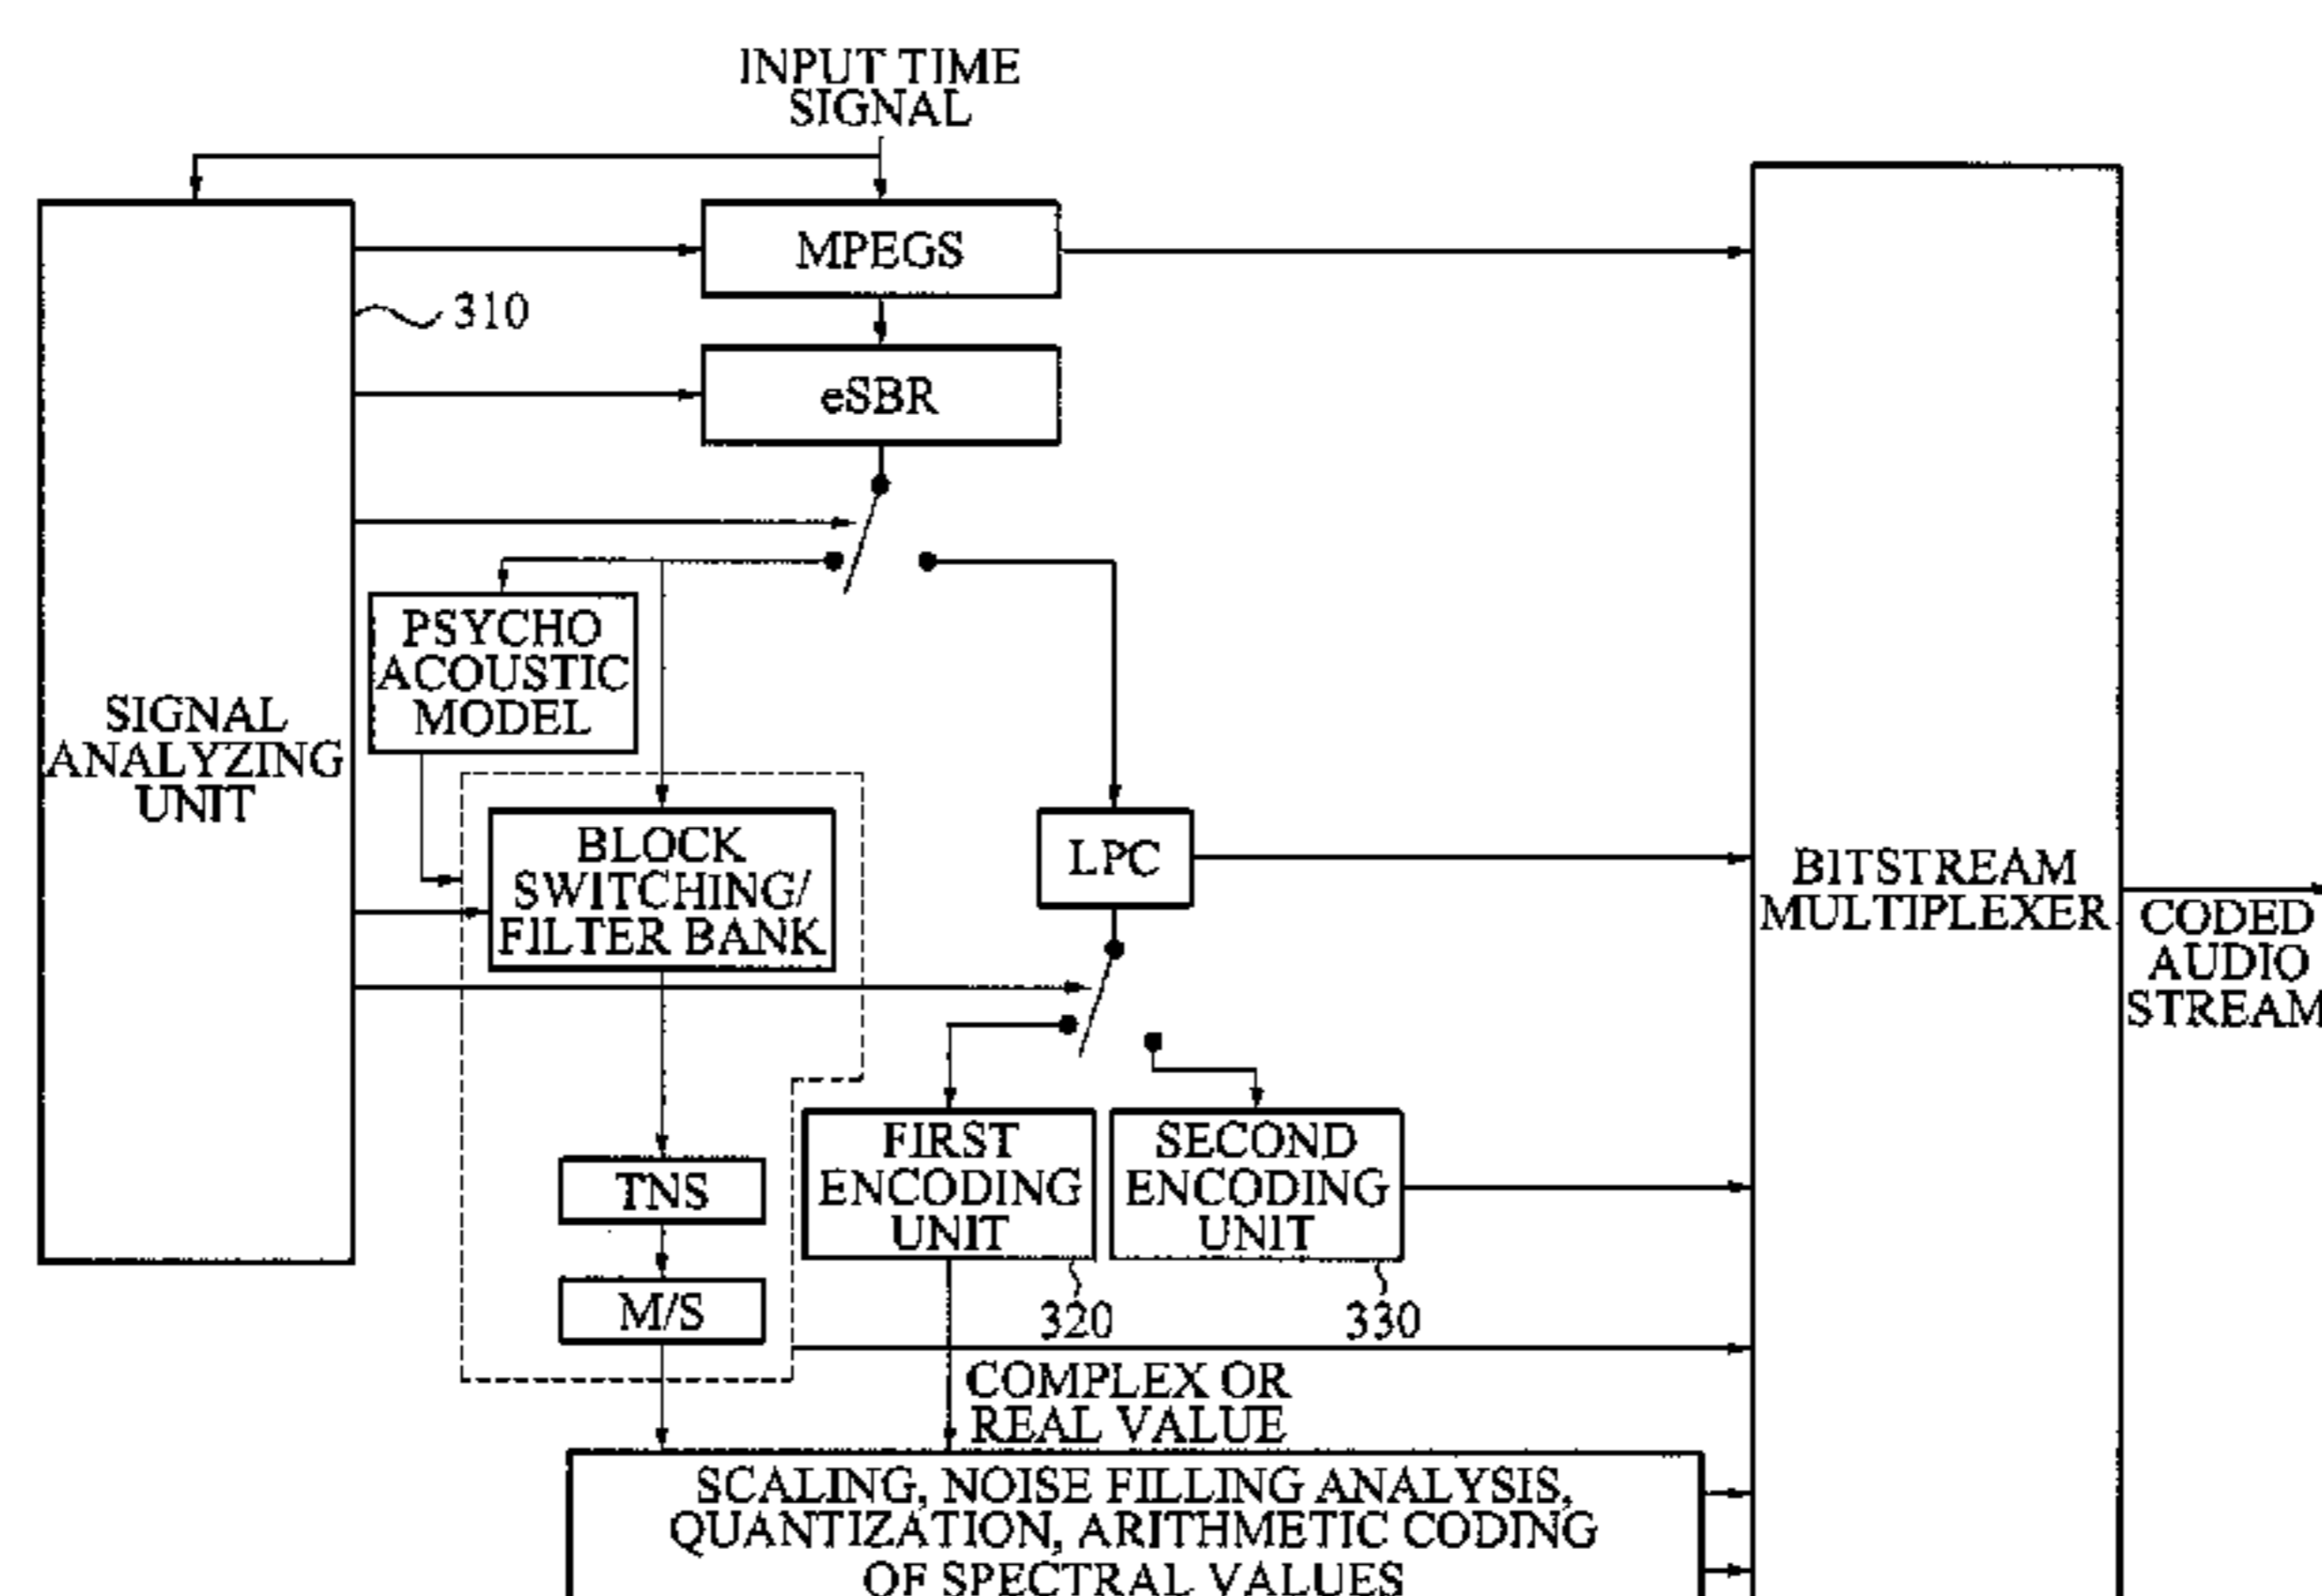 INPUT TIME
SIGNAL
MPEGS
310
eSBR
PSYCHO
ACOUSTIC
MODEL
SIGNAL
ANALYZING
UNIT
BLOCK
SWITCHING/
FILTER BANK
LPC
BITSTREAM
MULTIPLEXER
CODED
AUDIO
STREAM
FIRST
ENCODING
UNIT
SECOND
ENCODING
UNIT
TNS
M/S
320
330
COMPLEX OR
REAL VALUE
SCALING, NOISE FILLING ANALYSIS,
QUANTIZATION, ARITHMETIC CODING
OF SPECTRAL VALUES